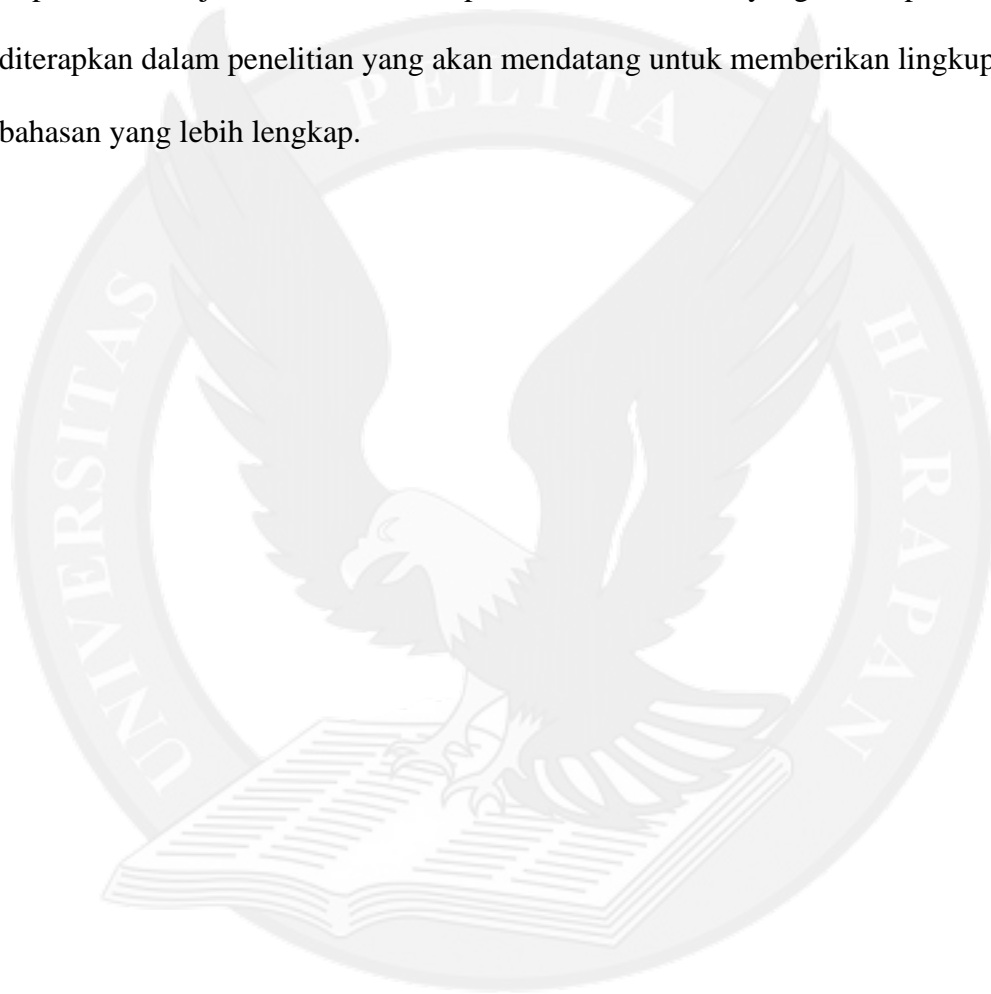 diterapkan dalam penelitian yang akan mendatang untuk memberikan lingkup
bahasan yang lebih lengkap.
UNIVERSITAS PELITA HARAPAN